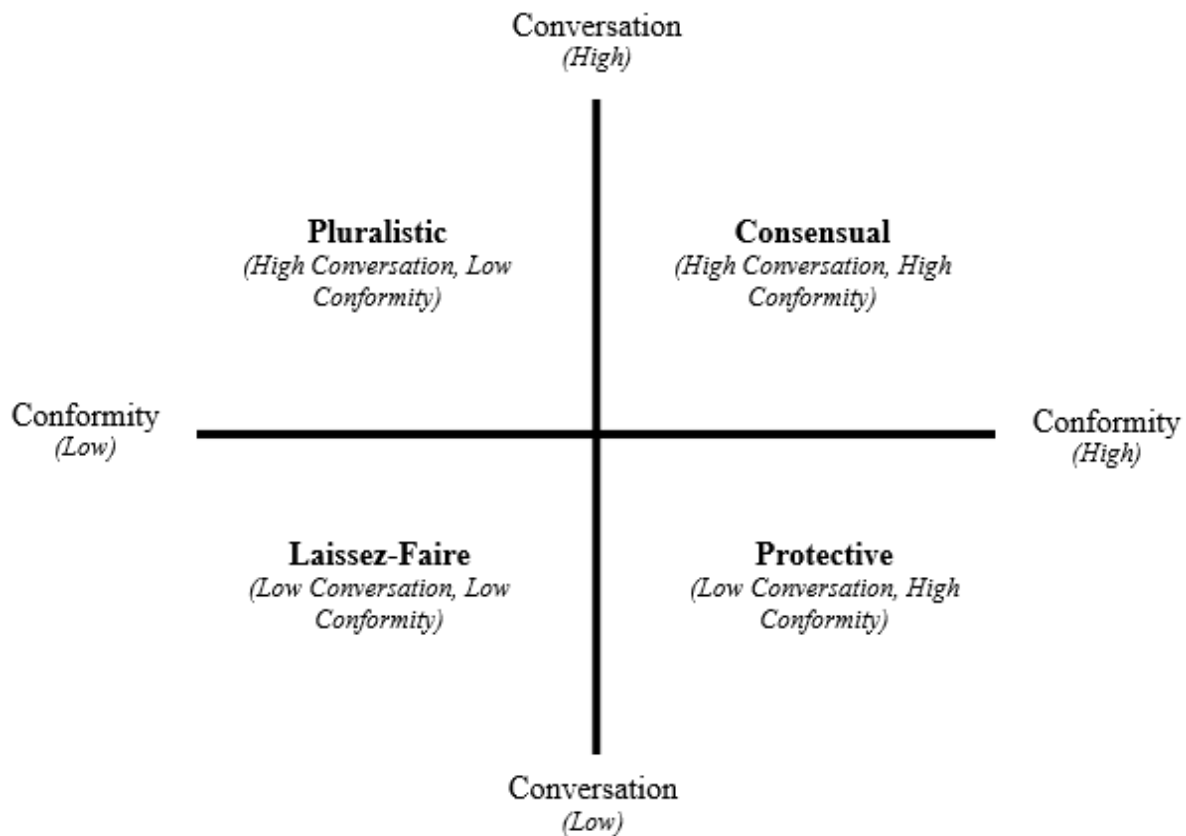 Conversation
(High)
Pluralistic
(High Conversation, Low
Conformity)
Consensual
(High Conversation, High
Conformity)
Conformity
(Low)
Conformity
(High)
Laissez-Faire
(Low Conversation, Low
Conformity)
Protective
(Low Conversation, High
Conformity)
Conversation
(Low)